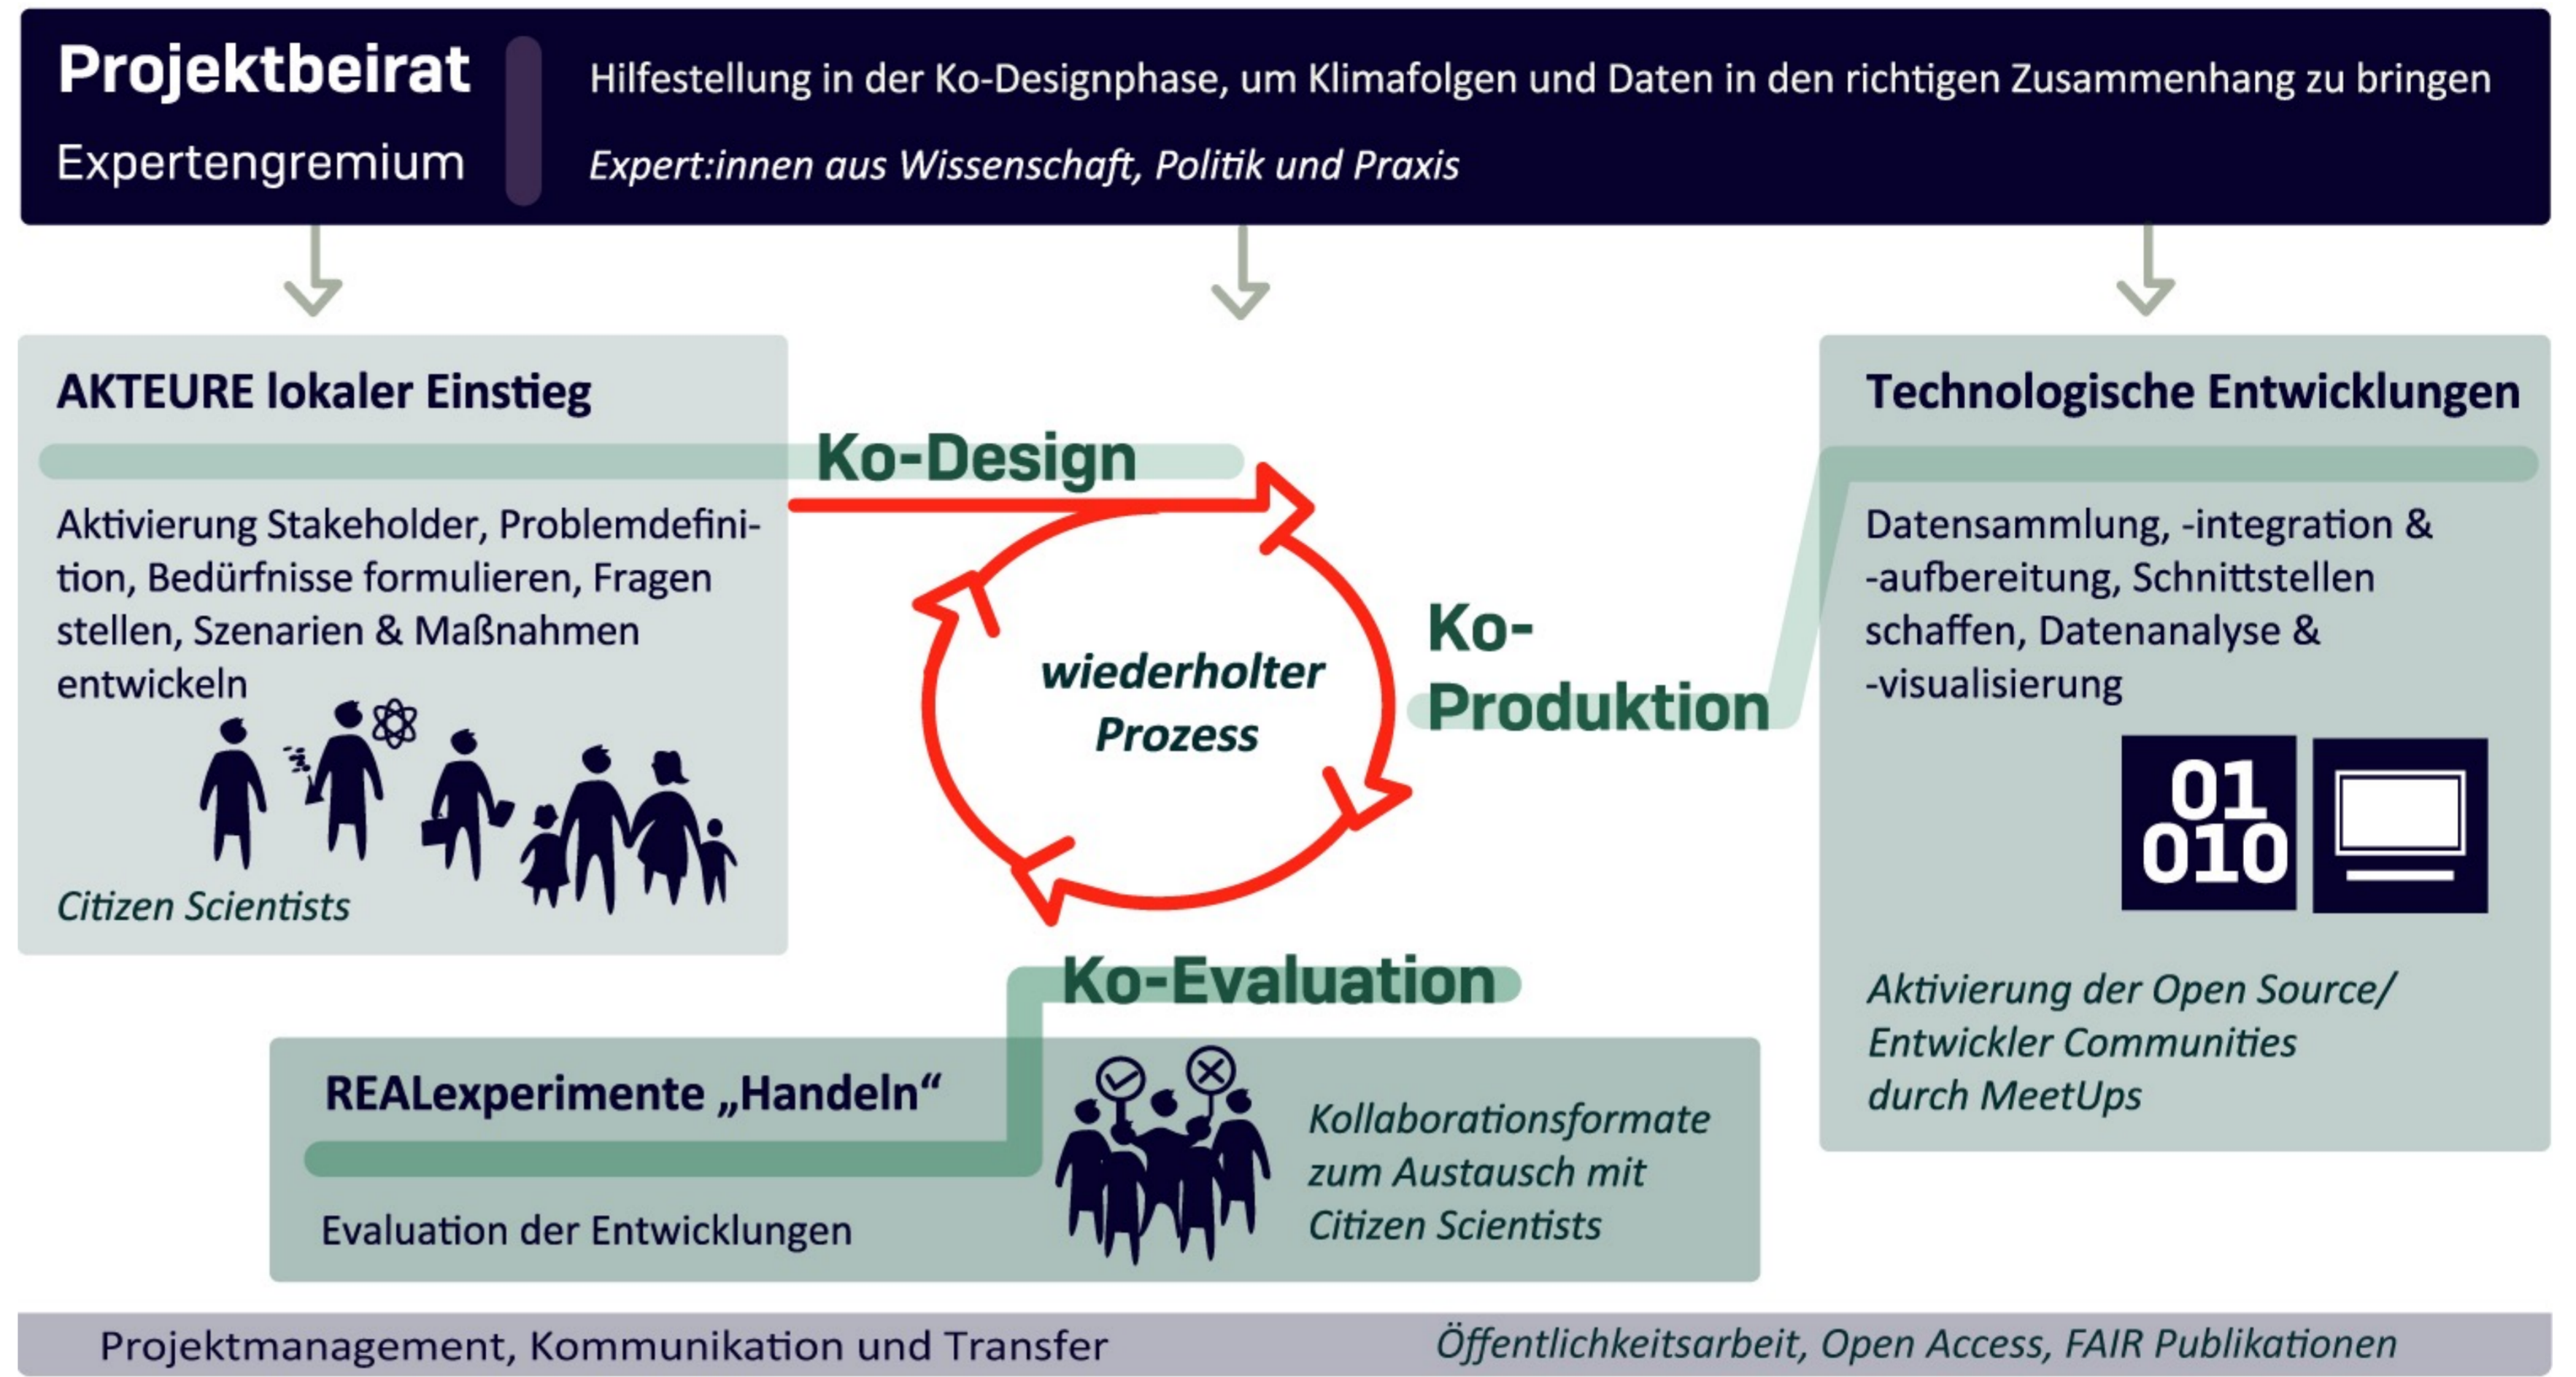 Projektbeirat
Expertengremium
Hilfestellung in der Ko-Designphase, um Klimafolgen und Daten in den richtigen Zusammenhang zu bringen
Expert:innen aus Wissenschaft, Politik und Praxis
AKTEURE lokaler Einstieg
Aktivierung Stakeholder, Problemdefini-
tion, Bedürfnisse formulieren, Fragen
stellen, Szenarien & Maßnahmen
entwickeln
Citizen Scientists
Ko-Design
wiederholter
Prozess
Ko-
Produktion
Technologische Entwicklungen
Datensammlung, -integration &
-aufbereitung, Schnittstellen
schaffen, Datenanalyse &
-visualisierung
01
010
Aktivierung der Open Source/
Entwickler Communities
durch MeetUps
Ko-Evaluation
REALexperimente „Handeln“
Evaluation der Entwicklungen
Kollaborationsformate
zum Austausch mit
Citizen Scientists
Projektmanagement, Kommunikation und Transfer
Öffentlichkeitsarbeit, Open Access, FAIR Publikationen